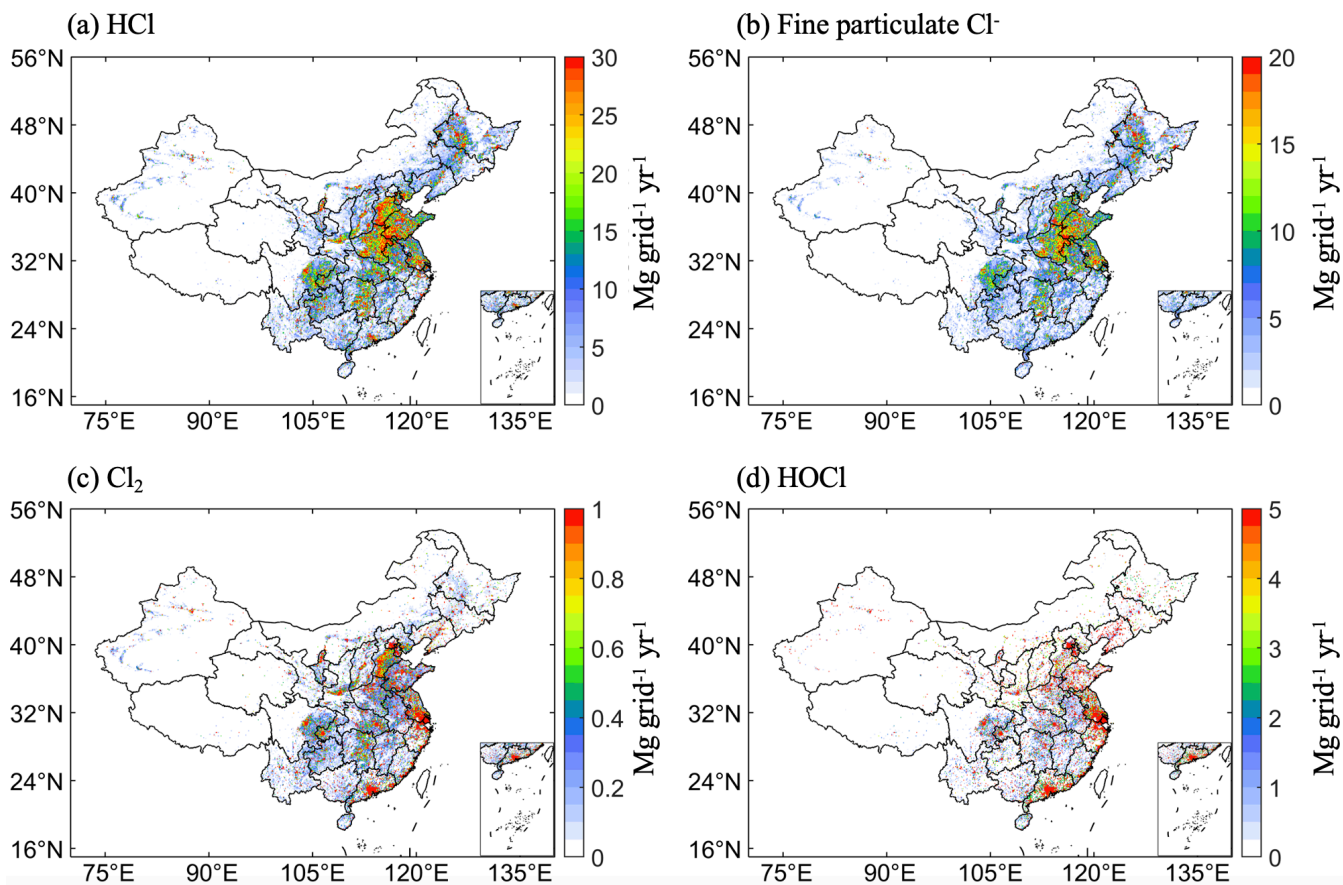 (a) HCl
56°N
48°N
40°N
32°N
24°N
16°N
75°E 90°E 105°E 120°E 135°E
30
25
20
15
10
5
0
Mg grid-1 yr-1
(b) Fine particulate Cl-
56°N
48°N
40°N
32°N
24°N
16°N
75°E 90°E 105°E 120°E 135°E
20
15
10
5
0
Mg grid-1 yr-1
(c) Cl2
56°N
48°N
40°N
32°N
24°N
16°N
75°E 90°E 105°E 120°E 135°E
1
0.8
0.6
0.4
0.2
0
Mg grid-1 yr-1
(d) HOCl
56°N
48°N
40°N
32°N
24°N
16°N
75°E 90°E 105°E 120°E 135°E
5
4
3
2
1
0
Mg grid-1 yr-1